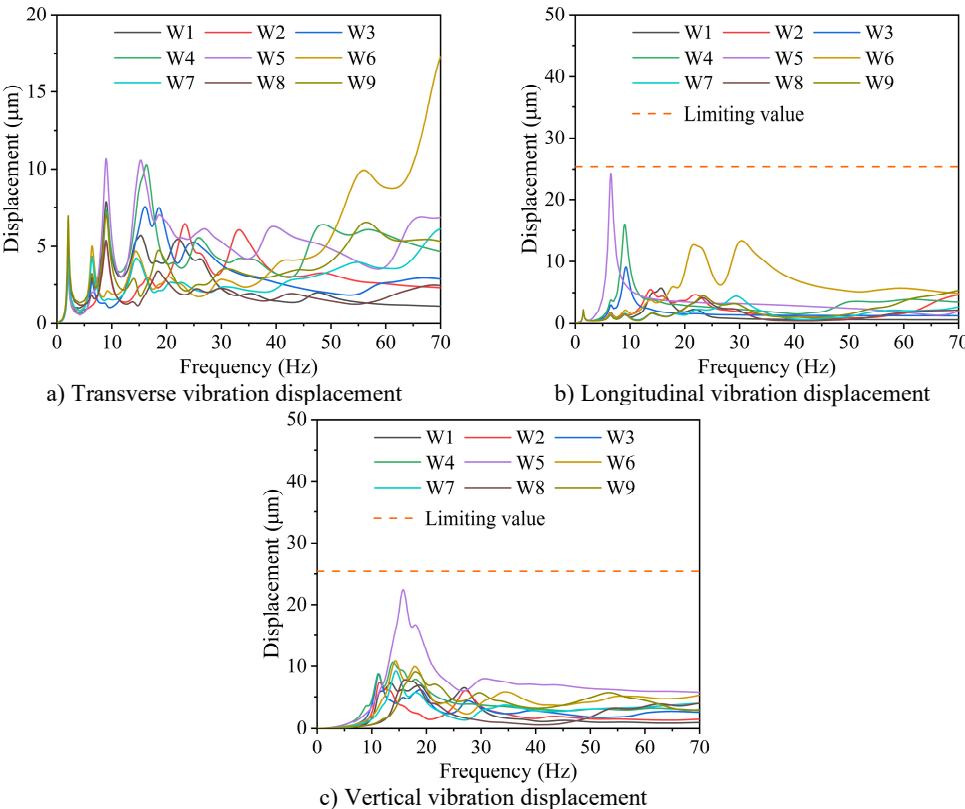 20
15
10
5
0
Displacement (μm)
W1 W2 W3
W4 W5 W6
W7 W8 W9
0 10 20 30 40 50 60 70
Frequency (Hz)
a) Transverse vibration displacement
50
40
30
20
10
0
Displacement (μm)
W1 W2 W3
W4 W5 W6
W7 W8 W9
Limiting value
0 10 20 30 40 50 60 70
Frequency (Hz)
b) Longitudinal vibration displacement
50
40
30
20
10
0
Displacement (μm)
W1 W2 W3
W4 W5 W6
W7 W8 W9
Limiting value
0 10 20 30 40 50 60 70
Frequency (Hz)
c) Vertical vibration displacement